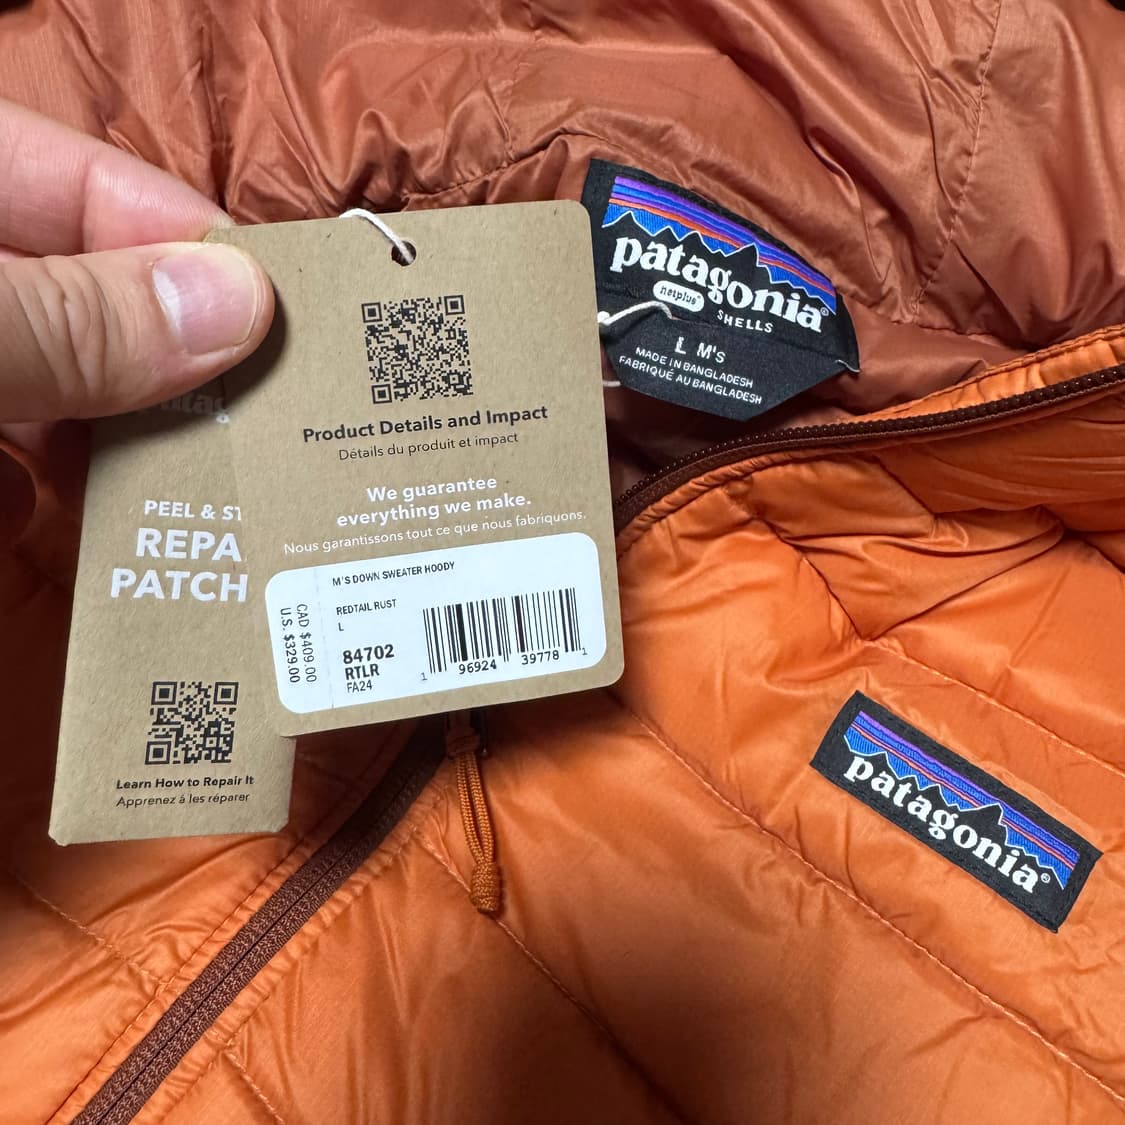 patagonia®
netplus®
SHELLS
L M'S
MADE IN BANGLADESH
FABRIQUÉ AU BANGLADESH
Product Details and Impact
Détails du produit et impact
We guarantee
everything we make.
Nous garantissons tout ce que nous fabriquons.
M'S DOWN SWEATER HOODY
REDTAIL RUST
L
84702
RTLR
FA24
CAD $409.00
U.S. $329.00
1 96924 39778 1
PEEL & ST
REPA
PATCH
Learn How to Repair It
Apprenez à les réparer
patagonia®